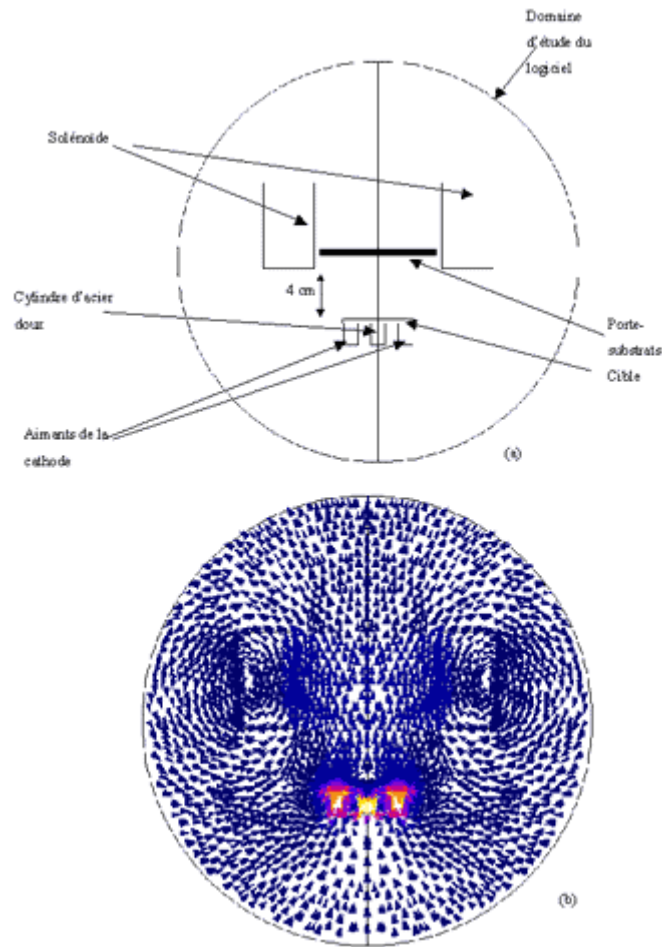 Domaine
d'étude du
logiciel
Solénoïde
Cylindre d'acier
doux
4 cm
Porte-
substrats
Cible
Aimants de la
cathode
(a)
(b)